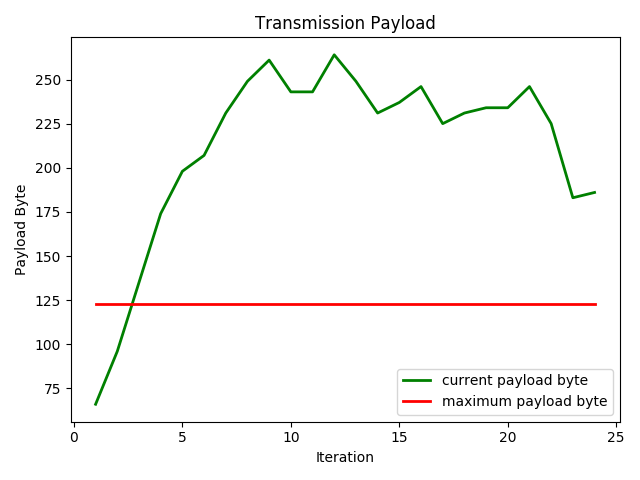 Transmission Payload
Payload Byte
250
225
200
175
150
125
100
75
current payload byte
maximum payload byte
0 5 10 15 20 25
Iteration